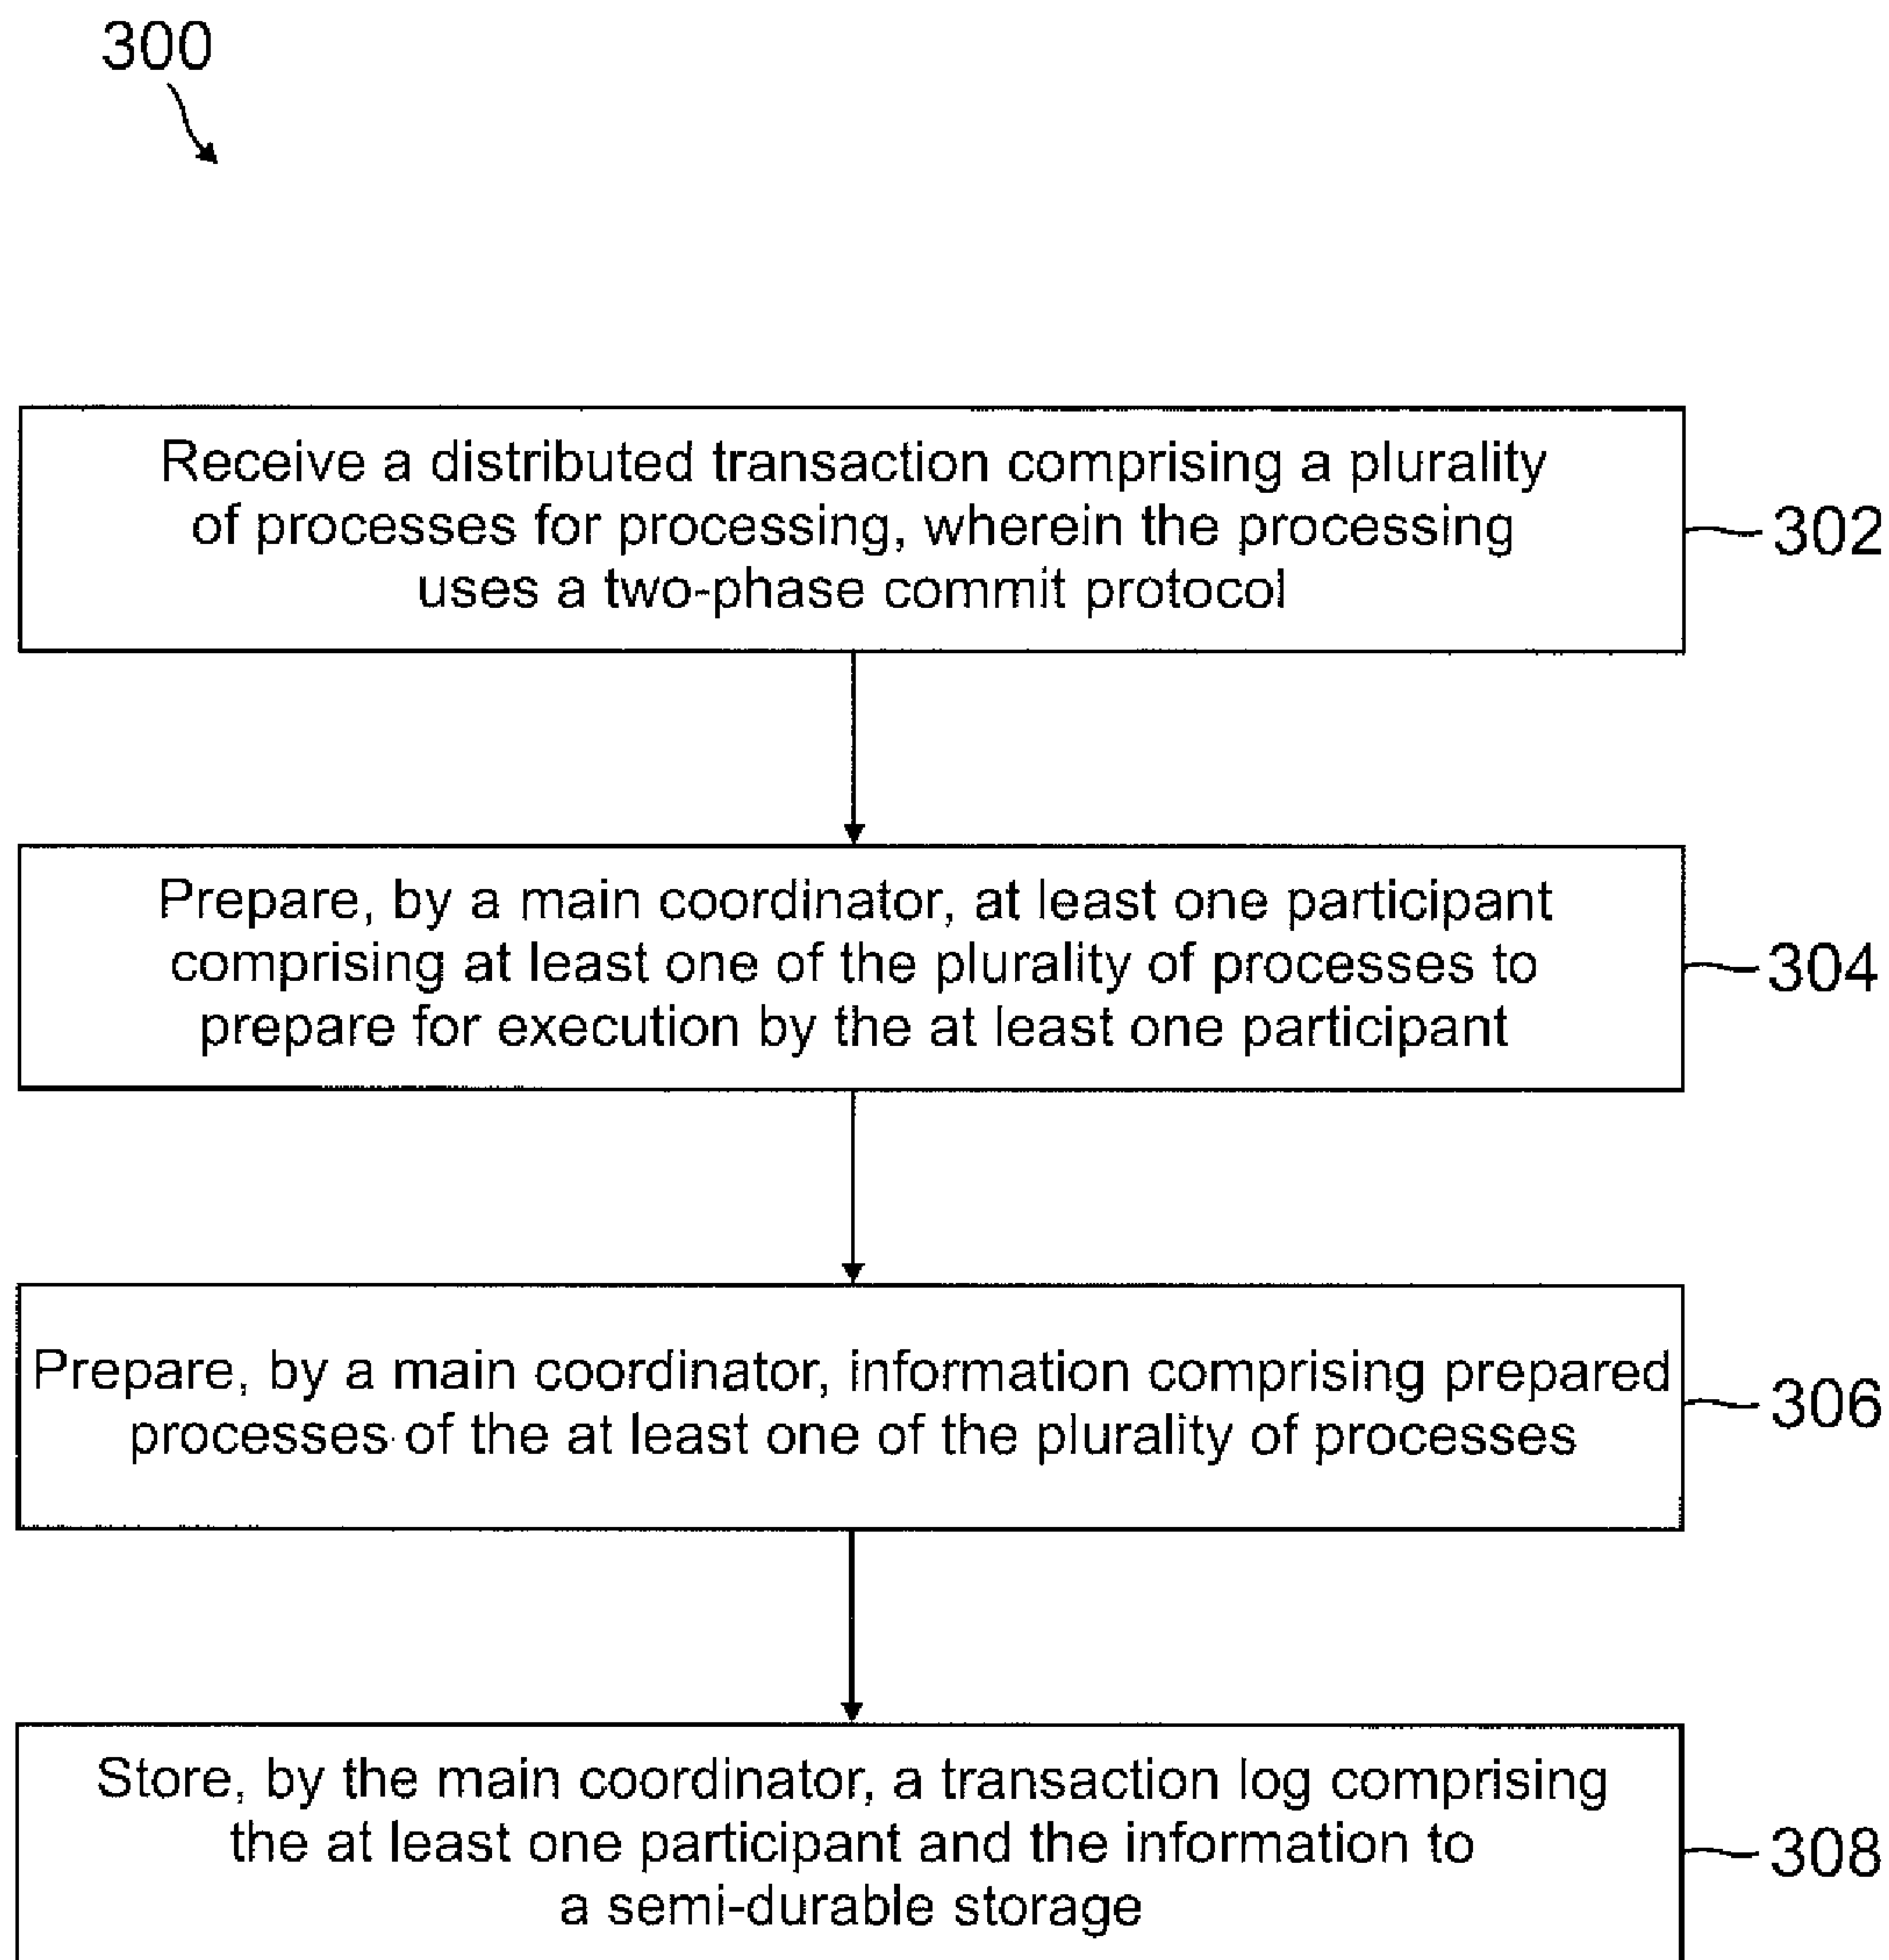 300
Receive a distributed transaction comprising a plurality
of processes for processing, wherein the processing
uses a two-phase commit protocol
302
Prepare, by a main coordinator, at least one participant
comprising at least one of the plurality of processes to
prepare for execution by the at least one participant
304
Prepare, by a main coordinator, information comprising prepared
processes of the at least one of the plurality of processes
306
Store, by the main coordinator, a transaction log comprising
the at least one participant and the information to
a semi-durable storage
308